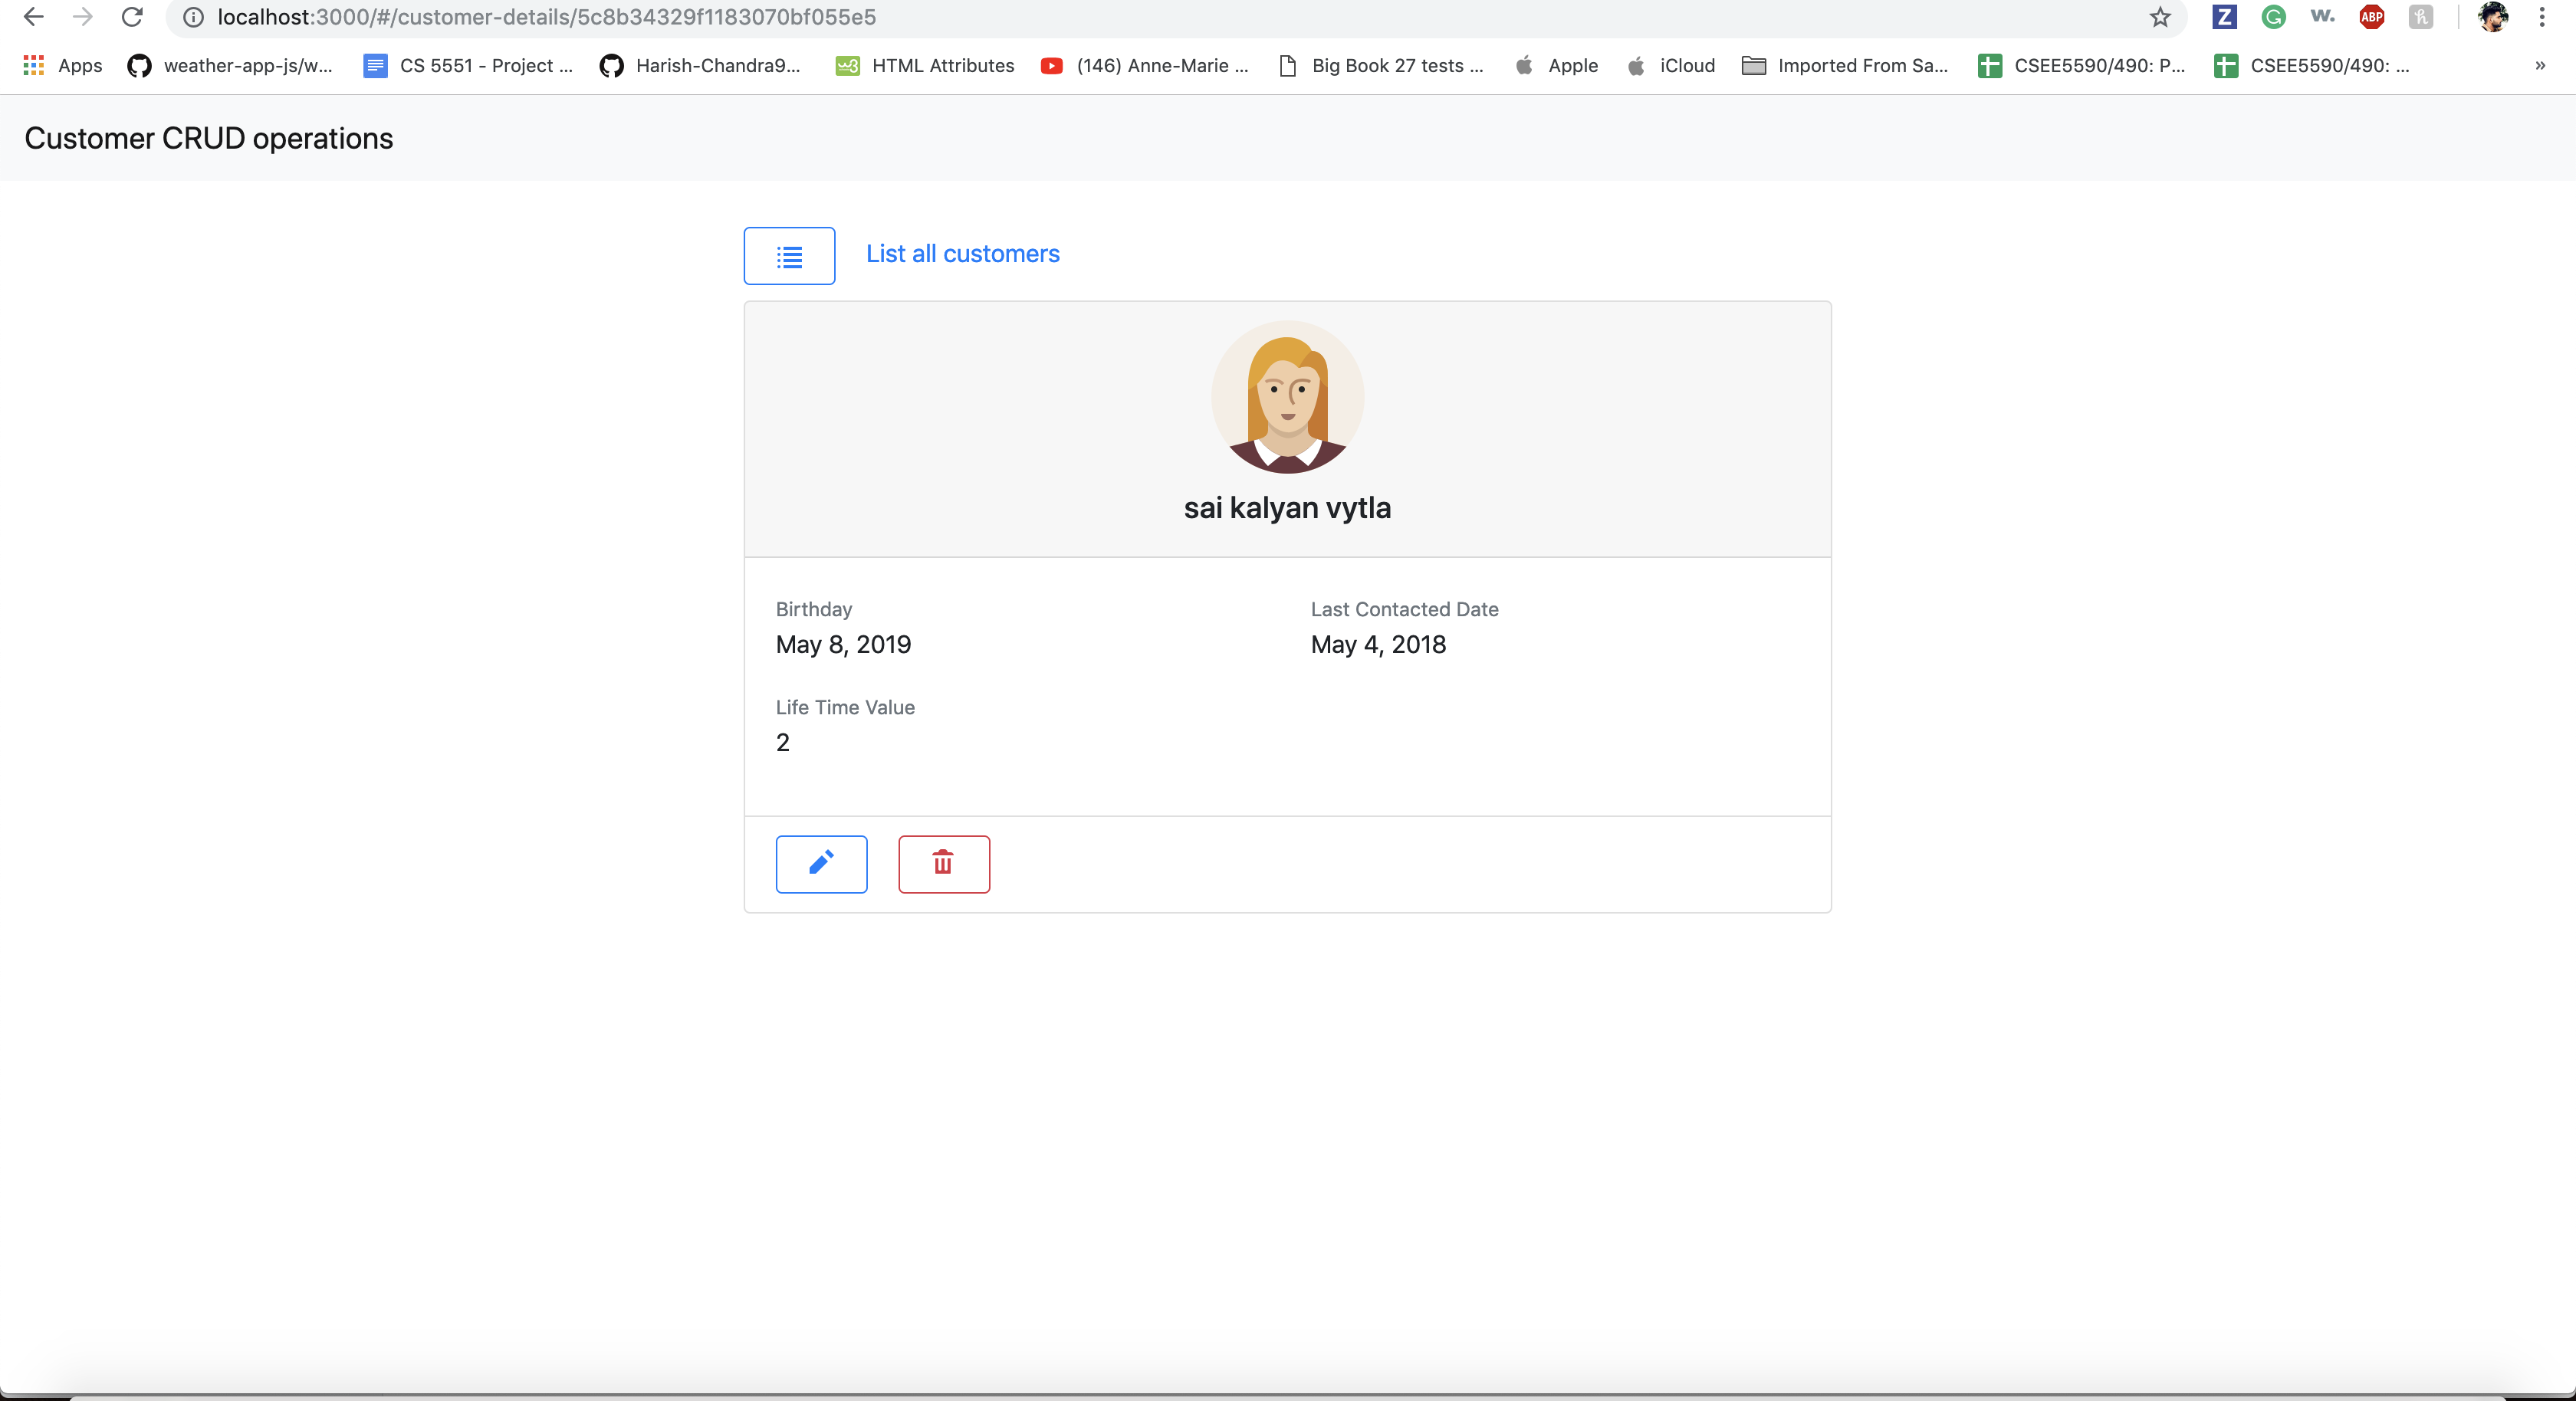 localhost:3000/#/customer-details/5c8b34329f1183070bf055e5
Z G w. ABP h
Apps weather-app-js/w... CS 5551 - Project ... Harish-Chandra9... w3 HTML Attributes (146) Anne-Marie ... Big Book 27 tests ... Apple iCloud Imported From Sa... CSEE5590/490: P... CSEE5590/490: ... »
Customer CRUD operations
List all customers
sai kalyan vytla
Birthday Last Contacted Date
May 8, 2019 May 4, 2018
Life Time Value
2